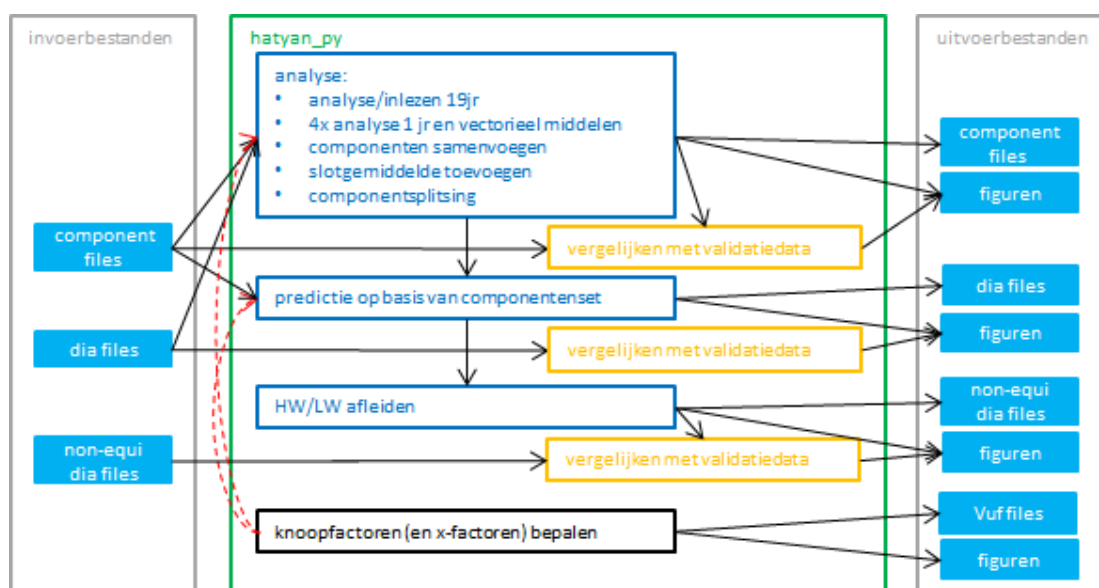 invoerbestanden
component
files
dia files
non-equi
dia files
hatyan_py
analyse:
• analyse/inlezen 19jr
• 4x analyse 1 jr en vectorieel middelen
• componenten samenvoegen
• slotgemiddelde toevoegen
• componentsplitsing
vergelijken met validatiedata
predictie op basis van componentenset
vergelijken met validatiedata
HW/LW afleiden
vergelijken met validatiedata
knoopfactoren (en x-factoren) bepalen
uitvoerbestanden
component
files
figuren
dia files
figuren
non-equi
dia files
figuren
Vuf files
figuren